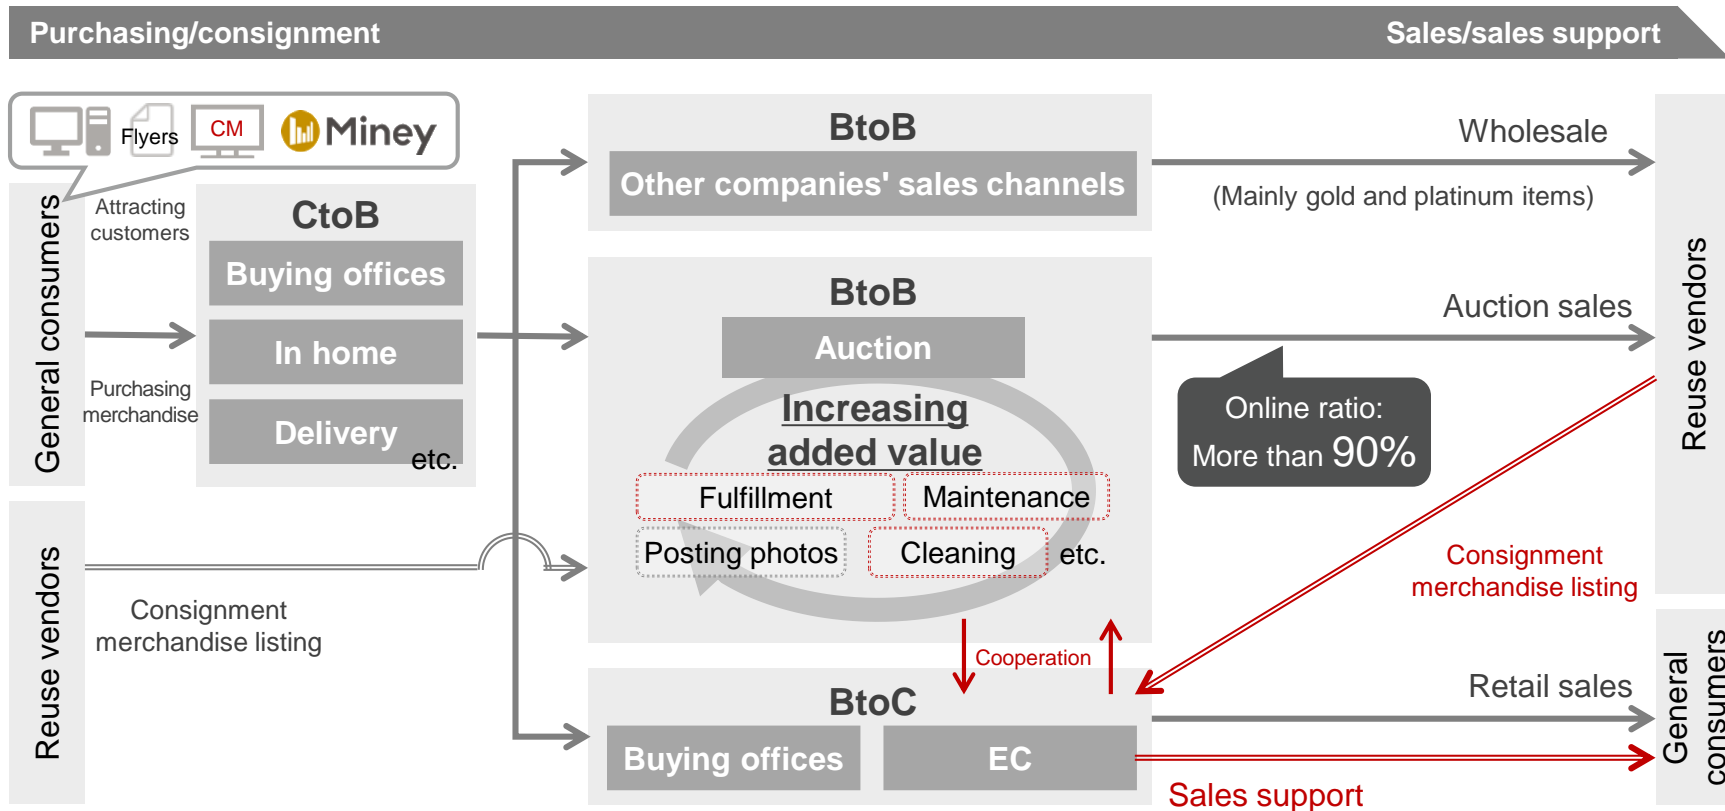 Purchasing/consignment
Sales/sales support
Flyers
CM
Miney
General consumers
Attracting
customers
Purchasing
merchandise
CtoB
Buying offices
In home
Delivery
etc.
Reuse vendors
Consignment
merchandise listing
BtoB
Other companies' sales channels
Wholesale
(Mainly gold and platinum items)
BtoB
Auction
Increasing
added value
Fulfillment
Maintenance
Posting photos
Cleaning
etc.
Auction sales
Online ratio:
More than 90%
Reuse vendors
Consignment
merchandise listing
Cooperation
BtoC
Buying offices
EC
Retail sales
Sales support
General
consumers